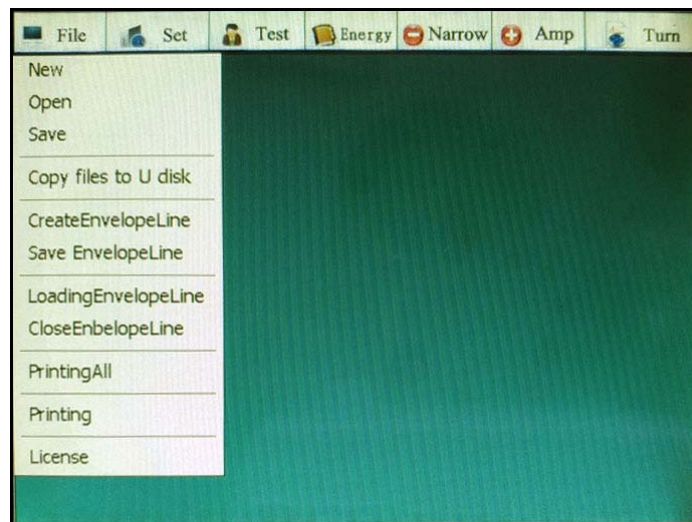 File Set Test Energy Narrow Amp Turn
New
Open
Save
Copy files to U disk
CreateEnvelopeLine
Save EnvelopeLine
LoadingEnvelopeLine
CloseEnbelopeLine
PrintingAll
Printing
License